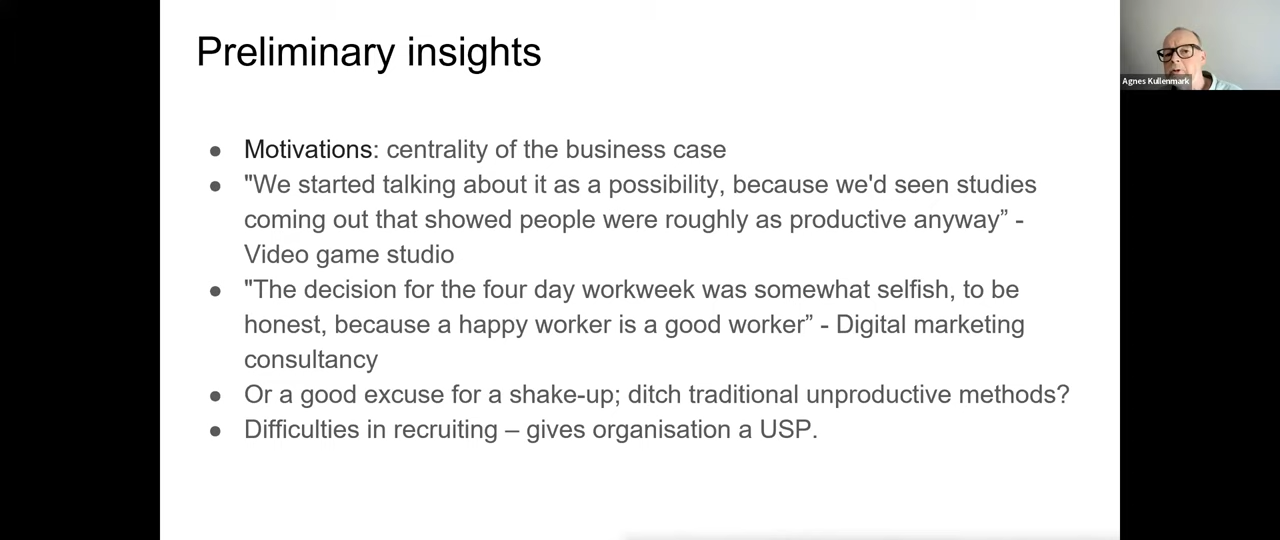 Preliminary insights
Agnes Kullenmark
● Motivations: centrality of the business case
● "We started talking about it as a possibility, because we'd seen studies
coming out that showed people were roughly as productive anyway” -
Video game studio
● "The decision for the four day workweek was somewhat selfish, to be
honest, because a happy worker is a good worker” - Digital marketing
consultancy
● Or a good excuse for a shake-up; ditch traditional unproductive methods?
● Difficulties in recruiting – gives organisation a USP.